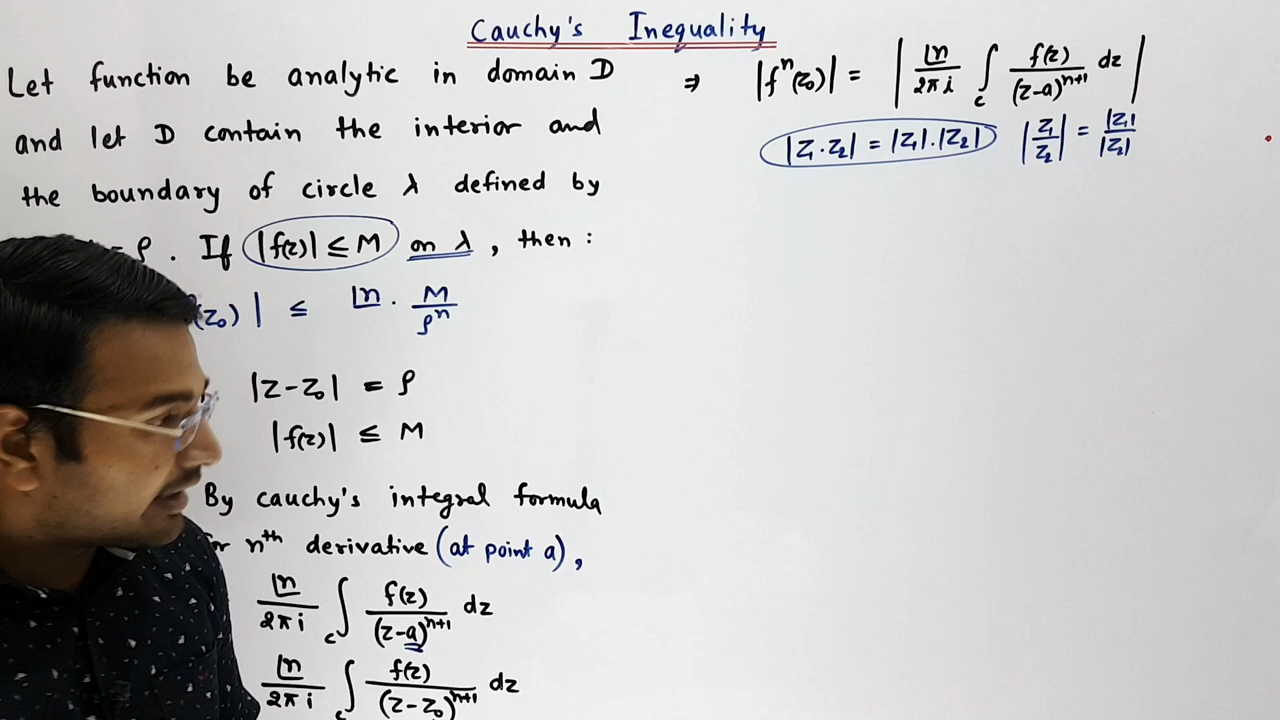 Cauchy's Inequality
Let function be analytic in domain D
and let D contain the interior and
the boundary of circle λ defined by
= ρ . If |f(z)| ≤ M on λ , then :
(z₀) | ≤ ⌊n . M/ρⁿ
|z-z₀| = ρ
|f(z)| ≤ M
By cauchy's integral formula
nᵗʰ derivative (at point a),
⌊n/2πi ∫c f(z)/(z-a)ⁿ⁺¹ dz
⌊n/2πi ∫c f(z)/(z-z₀)ⁿ⁺¹ dz
⇒ |fⁿ(z₀)| = | ⌊n/2πi ∫c f(z)/(z-a)ⁿ⁺¹ dz |
|z₁.z₂| = |z₁|.|z₂| |z₁/z₂| = |z₁|/|z₂|